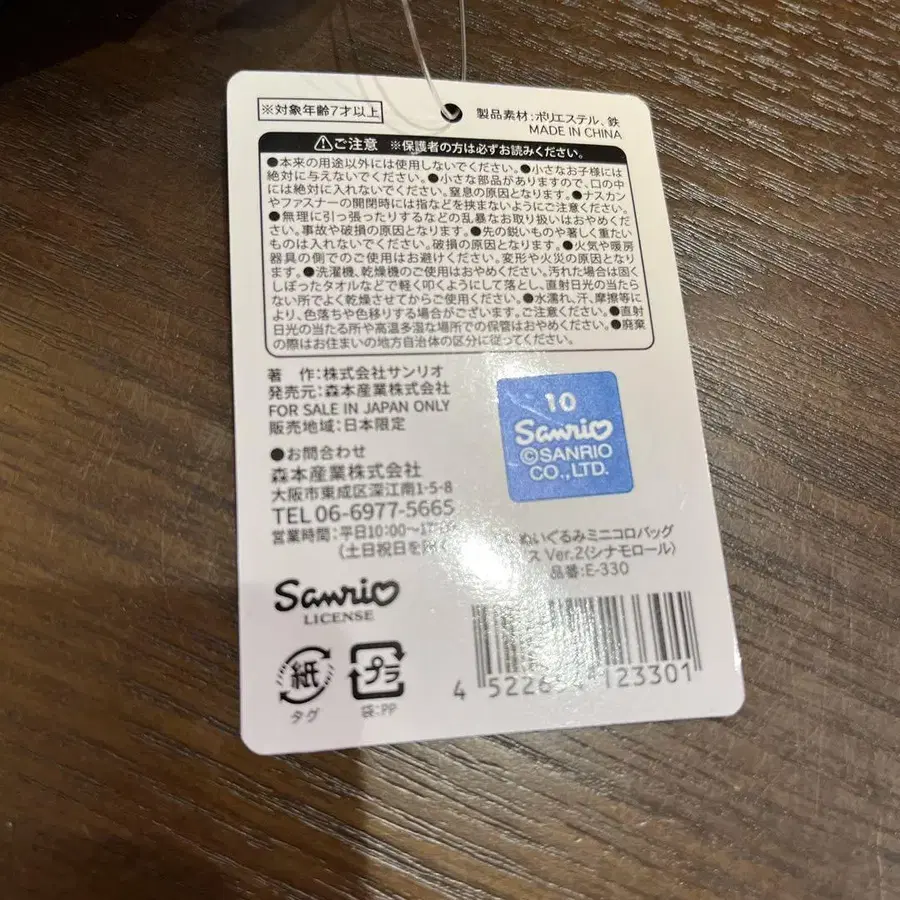 ※対象年齢7才以上
製品素材:ポリエステル、鉄
MADE IN CHINA
⚠ご注意 ※保護者の方は必ずお読みください。
●本来の用途以外には使用しないでください。●小さなお子様には
絶対に与えないでください。●小さな部品がありますので、口の中
には絶対に入れないでください。窒息の原因となります。●ナスカン
やファスナーの開閉時には指などを挟まないようにご注意ください。
●無理に引っ張ったりするなどの乱暴なお取り扱いはおやめくだ
さい。事故や破損の原因となります。●先の鋭いものや著しく重たい
ものは入れないでください。破損の原因となります。●火気や暖房
器具の側でのご使用はお避けください。変形や火災の原因となり
ます。●洗濯機、乾燥機のご使用はおやめください。汚れた場合は固く
しぼったタオルなどで軽く叩くようにして落とし、直射日光の当たら
ない所でよく乾燥させてからご使用ください。●水濡れ、汗、摩擦等に
より、色落ちや色移りする場合がございます。ご注意ください。●直射
日光の当たる所や高温多湿な場所での保管はおやめください。●廃棄
の際はお住まいの地方自治体の区分に従ってください。
著 作:株式会社サンリオ
発売元:森本産業株式会社
FOR SALE IN JAPAN ONLY
販売地域:日本限定
●お問合わせ
森本産業株式会社
大阪市東成区深江南1-5-8
TEL 06-6977-5665
営業時間:平日10:00～
(土日祝日を
10
Sanrio
©SANRIO
CO.,LTD.
ぬいぐるみミニコロバッグ
ス Ver.2(シナモロール)
品番:E-330
Sanrio
LICENSE
紙
タグ
プラ
袋:PP
4 5226 123301